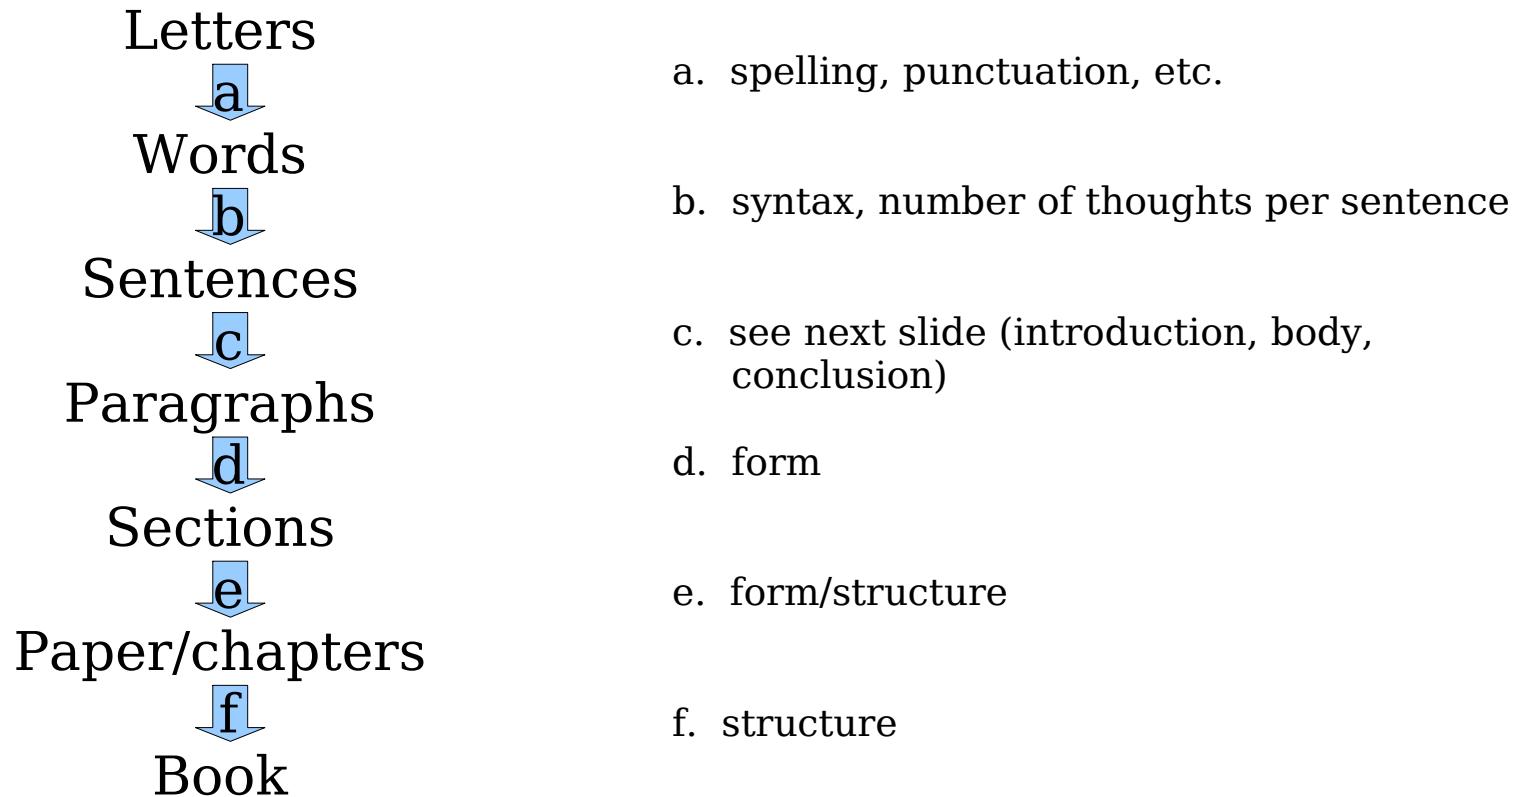 Letters
a
Words
b
Sentences
c
Paragraphs
d
Sections
e
Paper/chapters
f
Book
a. spelling, punctuation, etc.
b. syntax, number of thoughts per sentence
c. see next slide (introduction, body,
conclusion)
d. form
e. form/structure
f. structure